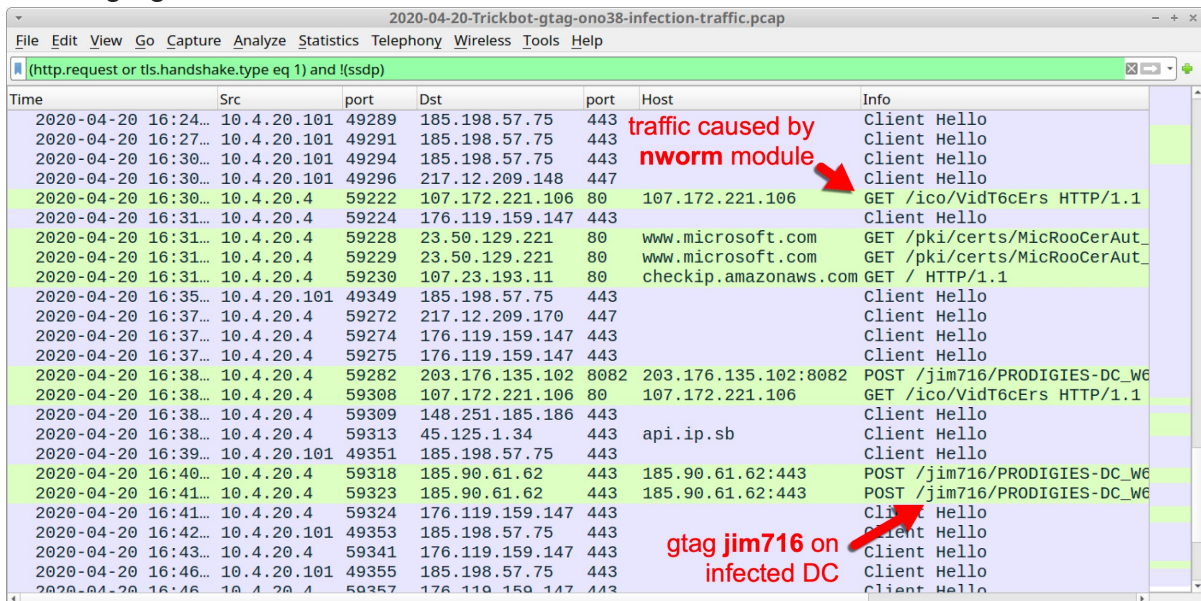 2020-04-20-Trickbot-gtag-ono38-infection-traffic.pcap
File Edit View Go Capture Analyze Statistics Telephony Wireless Tools Help
(http.request or tls.handshake.type eq 1) and !(ssdp)
Time Src port Dst port Host Info
2020-04-20 16:24… 10.4.20.101 49289 185.198.57.75 443 Client Hello
2020-04-20 16:27… 10.4.20.101 49291 185.198.57.75 443 Client Hello
2020-04-20 16:30… 10.4.20.101 49294 185.198.57.75 443 Client Hello
2020-04-20 16:30… 10.4.20.101 49296 217.12.209.148 447 Client Hello
traffic caused by
nworm module
2020-04-20 16:30… 10.4.20.4 59222 107.172.221.106 80 107.172.221.106 GET /ico/VidT6cErs HTTP/1.1
2020-04-20 16:31… 10.4.20.4 59224 176.119.159.147 443 Client Hello
2020-04-20 16:31… 10.4.20.4 59228 23.50.129.221 80 www.microsoft.com GET /pki/certs/MicRooCerAut_
2020-04-20 16:31… 10.4.20.4 59229 23.50.129.221 80 www.microsoft.com GET /pki/certs/MicRooCerAut_
2020-04-20 16:31… 10.4.20.4 59230 107.23.193.11 80 checkip.amazonaws.com GET / HTTP/1.1
2020-04-20 16:35… 10.4.20.101 49349 185.198.57.75 443 Client Hello
2020-04-20 16:37… 10.4.20.4 59272 217.12.209.170 447 Client Hello
2020-04-20 16:37… 10.4.20.4 59274 176.119.159.147 443 Client Hello
2020-04-20 16:37… 10.4.20.4 59275 176.119.159.147 443 Client Hello
2020-04-20 16:38… 10.4.20.4 59282 203.176.135.102 8082 203.176.135.102:8082 POST /jim716/PRODIGIES-DC_W6
2020-04-20 16:38… 10.4.20.4 59308 107.172.221.106 80 107.172.221.106 GET /ico/VidT6cErs HTTP/1.1
2020-04-20 16:38… 10.4.20.4 59309 148.251.185.186 443 Client Hello
2020-04-20 16:38… 10.4.20.4 59313 45.125.1.34 443 api.ip.sb Client Hello
2020-04-20 16:39… 10.4.20.101 49351 185.198.57.75 443 Client Hello
2020-04-20 16:40… 10.4.20.4 59318 185.90.61.62 443 185.90.61.62:443 POST /jim716/PRODIGIES-DC_W6
2020-04-20 16:41… 10.4.20.4 59323 185.90.61.62 443 185.90.61.62:443 POST /jim716/PRODIGIES-DC_W6
2020-04-20 16:41… 10.4.20.4 59324 176.119.159.147 443 Client Hello
2020-04-20 16:42… 10.4.20.101 49353 185.198.57.75 443 Client Hello
2020-04-20 16:43… 10.4.20.4 59341 176.119.159.147 443 Client Hello
2020-04-20 16:46… 10.4.20.101 49355 185.198.57.75 443 Client Hello
gtag jim716 on
infected DC
2020-04-20 16:46 10.4.20.4 59357 176.119.159.147 443 Client Hello